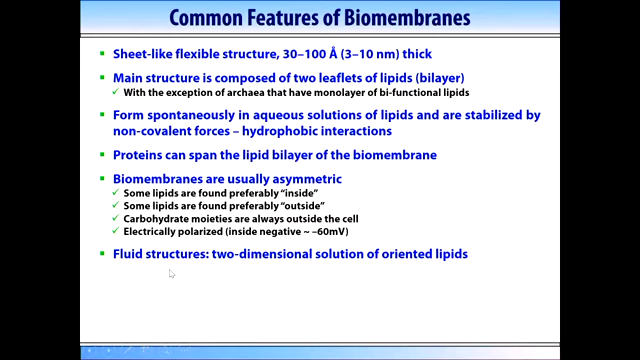 Common Features of Biomembranes
Sheet-like flexible structure, 30–100 Å (3–10 nm) thick
Main structure is composed of two leaflets of lipids (bilayer)
With the exception of archaea that have monolayer of bi-functional lipids
Form spontaneously in aqueous solutions of lipids and are stabilized by
non-covalent forces – hydrophobic interactions
Proteins can span the lipid bilayer of the biomembrane
Biomembranes are usually asymmetric
Some lipids are found preferably “inside”
Some lipids are found preferably “outside”
Carbohydrate moieties are always outside the cell
Electrically polarized (inside negative ~ –60mV)
Fluid structures: two-dimensional solution of oriented lipids